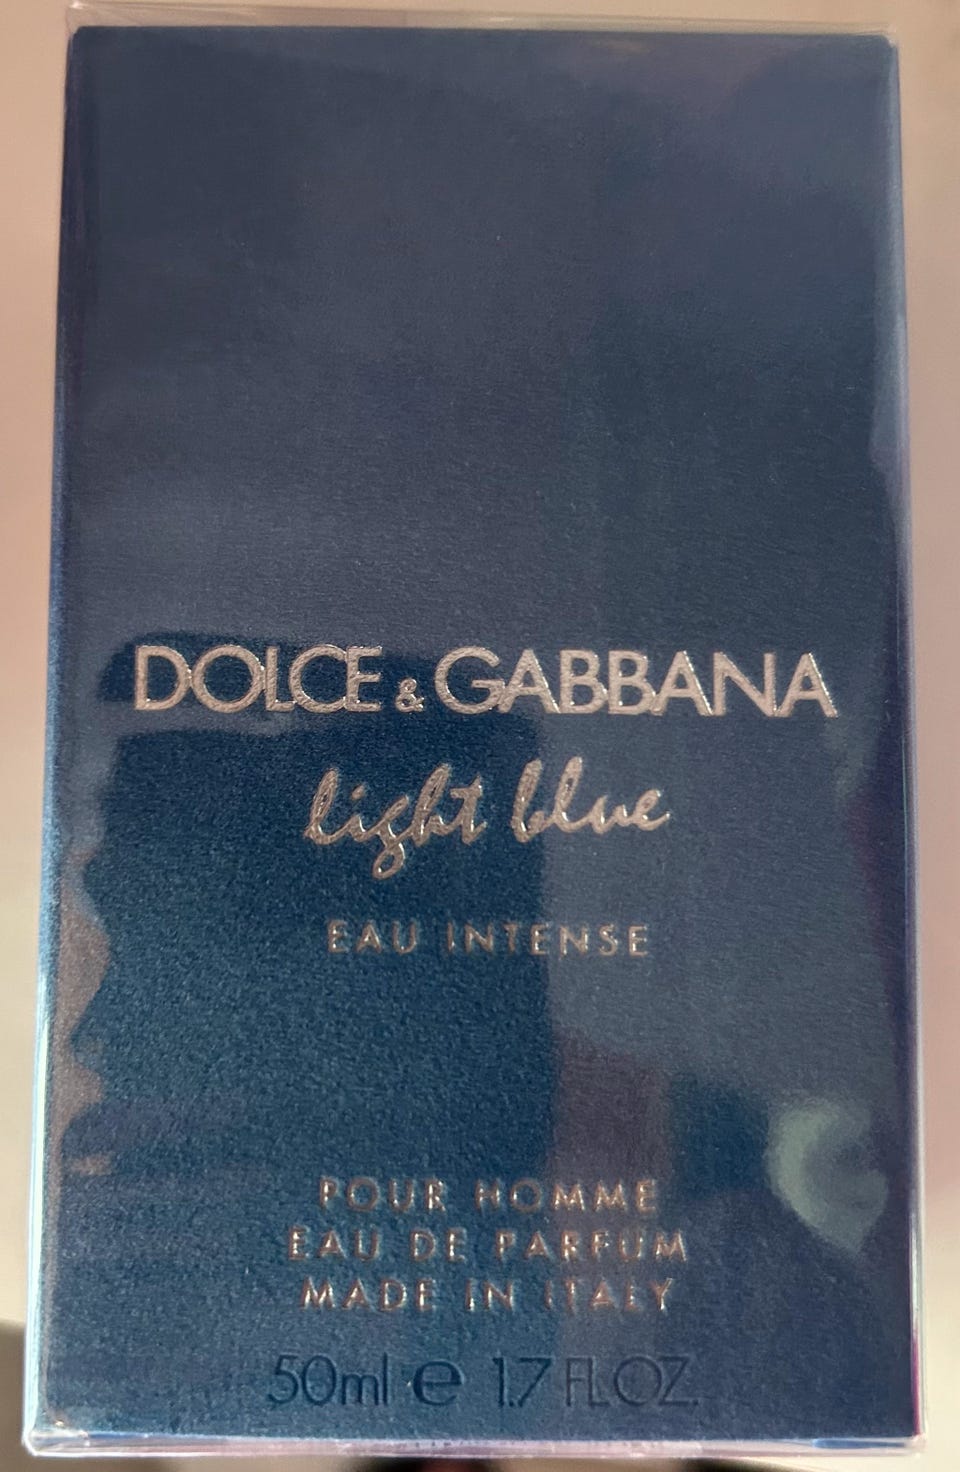 DOLCE & GABBANA
light blue
EAU INTENSE
POUR HOMME
EAU DE PARFUM
MADE IN ITALY
50ml e 1.7 FL.OZ.